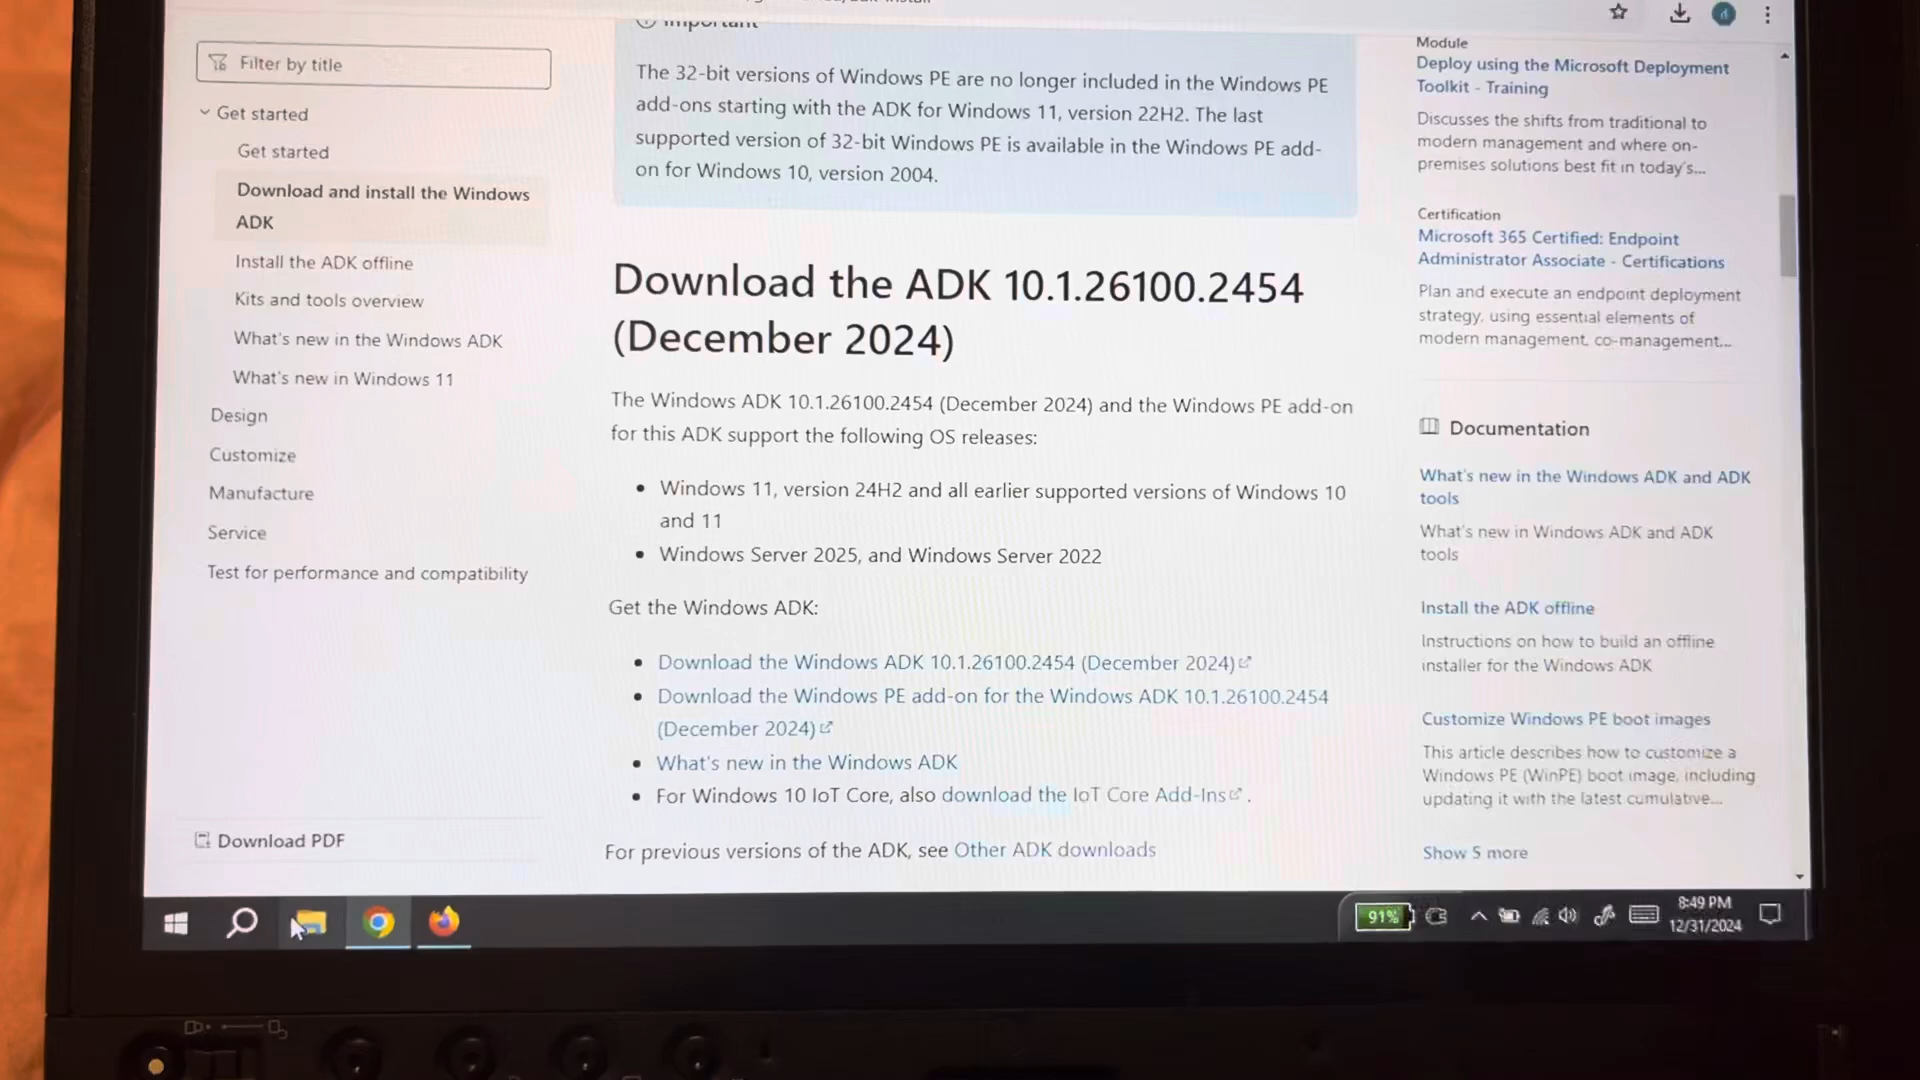 Important
Filter by title
Get started
Get started
Download and install the Windows
ADK
Install the ADK offline
Kits and tools overview
What's new in the Windows ADK
What's new in Windows 11
Design
Customize
Manufacture
Service
Test for performance and compatibility
Download PDF
The 32-bit versions of Windows PE are no longer included in the Windows PE
add-ons starting with the ADK for Windows 11, version 22H2. The last
supported version of 32-bit Windows PE is available in the Windows PE add-
on for Windows 10, version 2004.
Download the ADK 10.1.26100.2454
(December 2024)
The Windows ADK 10.1.26100.2454 (December 2024) and the Windows PE add-on
for this ADK support the following OS releases:
• Windows 11, version 24H2 and all earlier supported versions of Windows 10
and 11
• Windows Server 2025, and Windows Server 2022
Get the Windows ADK:
• Download the Windows ADK 10.1.26100.2454 (December 2024)
• Download the Windows PE add-on for the Windows ADK 10.1.26100.2454
(December 2024)
• What's new in the Windows ADK
• For Windows 10 IoT Core, also download the IoT Core Add-Ins .
For previous versions of the ADK, see Other ADK downloads
Module
Deploy using the Microsoft Deployment
Toolkit - Training
Discusses the shifts from traditional to
modern management and where on-
premises solutions best fit in today's...
Certification
Microsoft 365 Certified: Endpoint
Administrator Associate - Certifications
Plan and execute an endpoint deployment
strategy, using essential elements of
modern management, co-management...
Documentation
What's new in the Windows ADK and ADK
tools
What's new in Windows ADK and ADK
tools
Install the ADK offline
Instructions on how to build an offline
installer for the Windows ADK
Customize Windows PE boot images
This article describes how to customize a
Windows PE (WinPE) boot image, including
updating it with the latest cumulative...
Show 5 more
91%
8:49 PM
12/31/2024